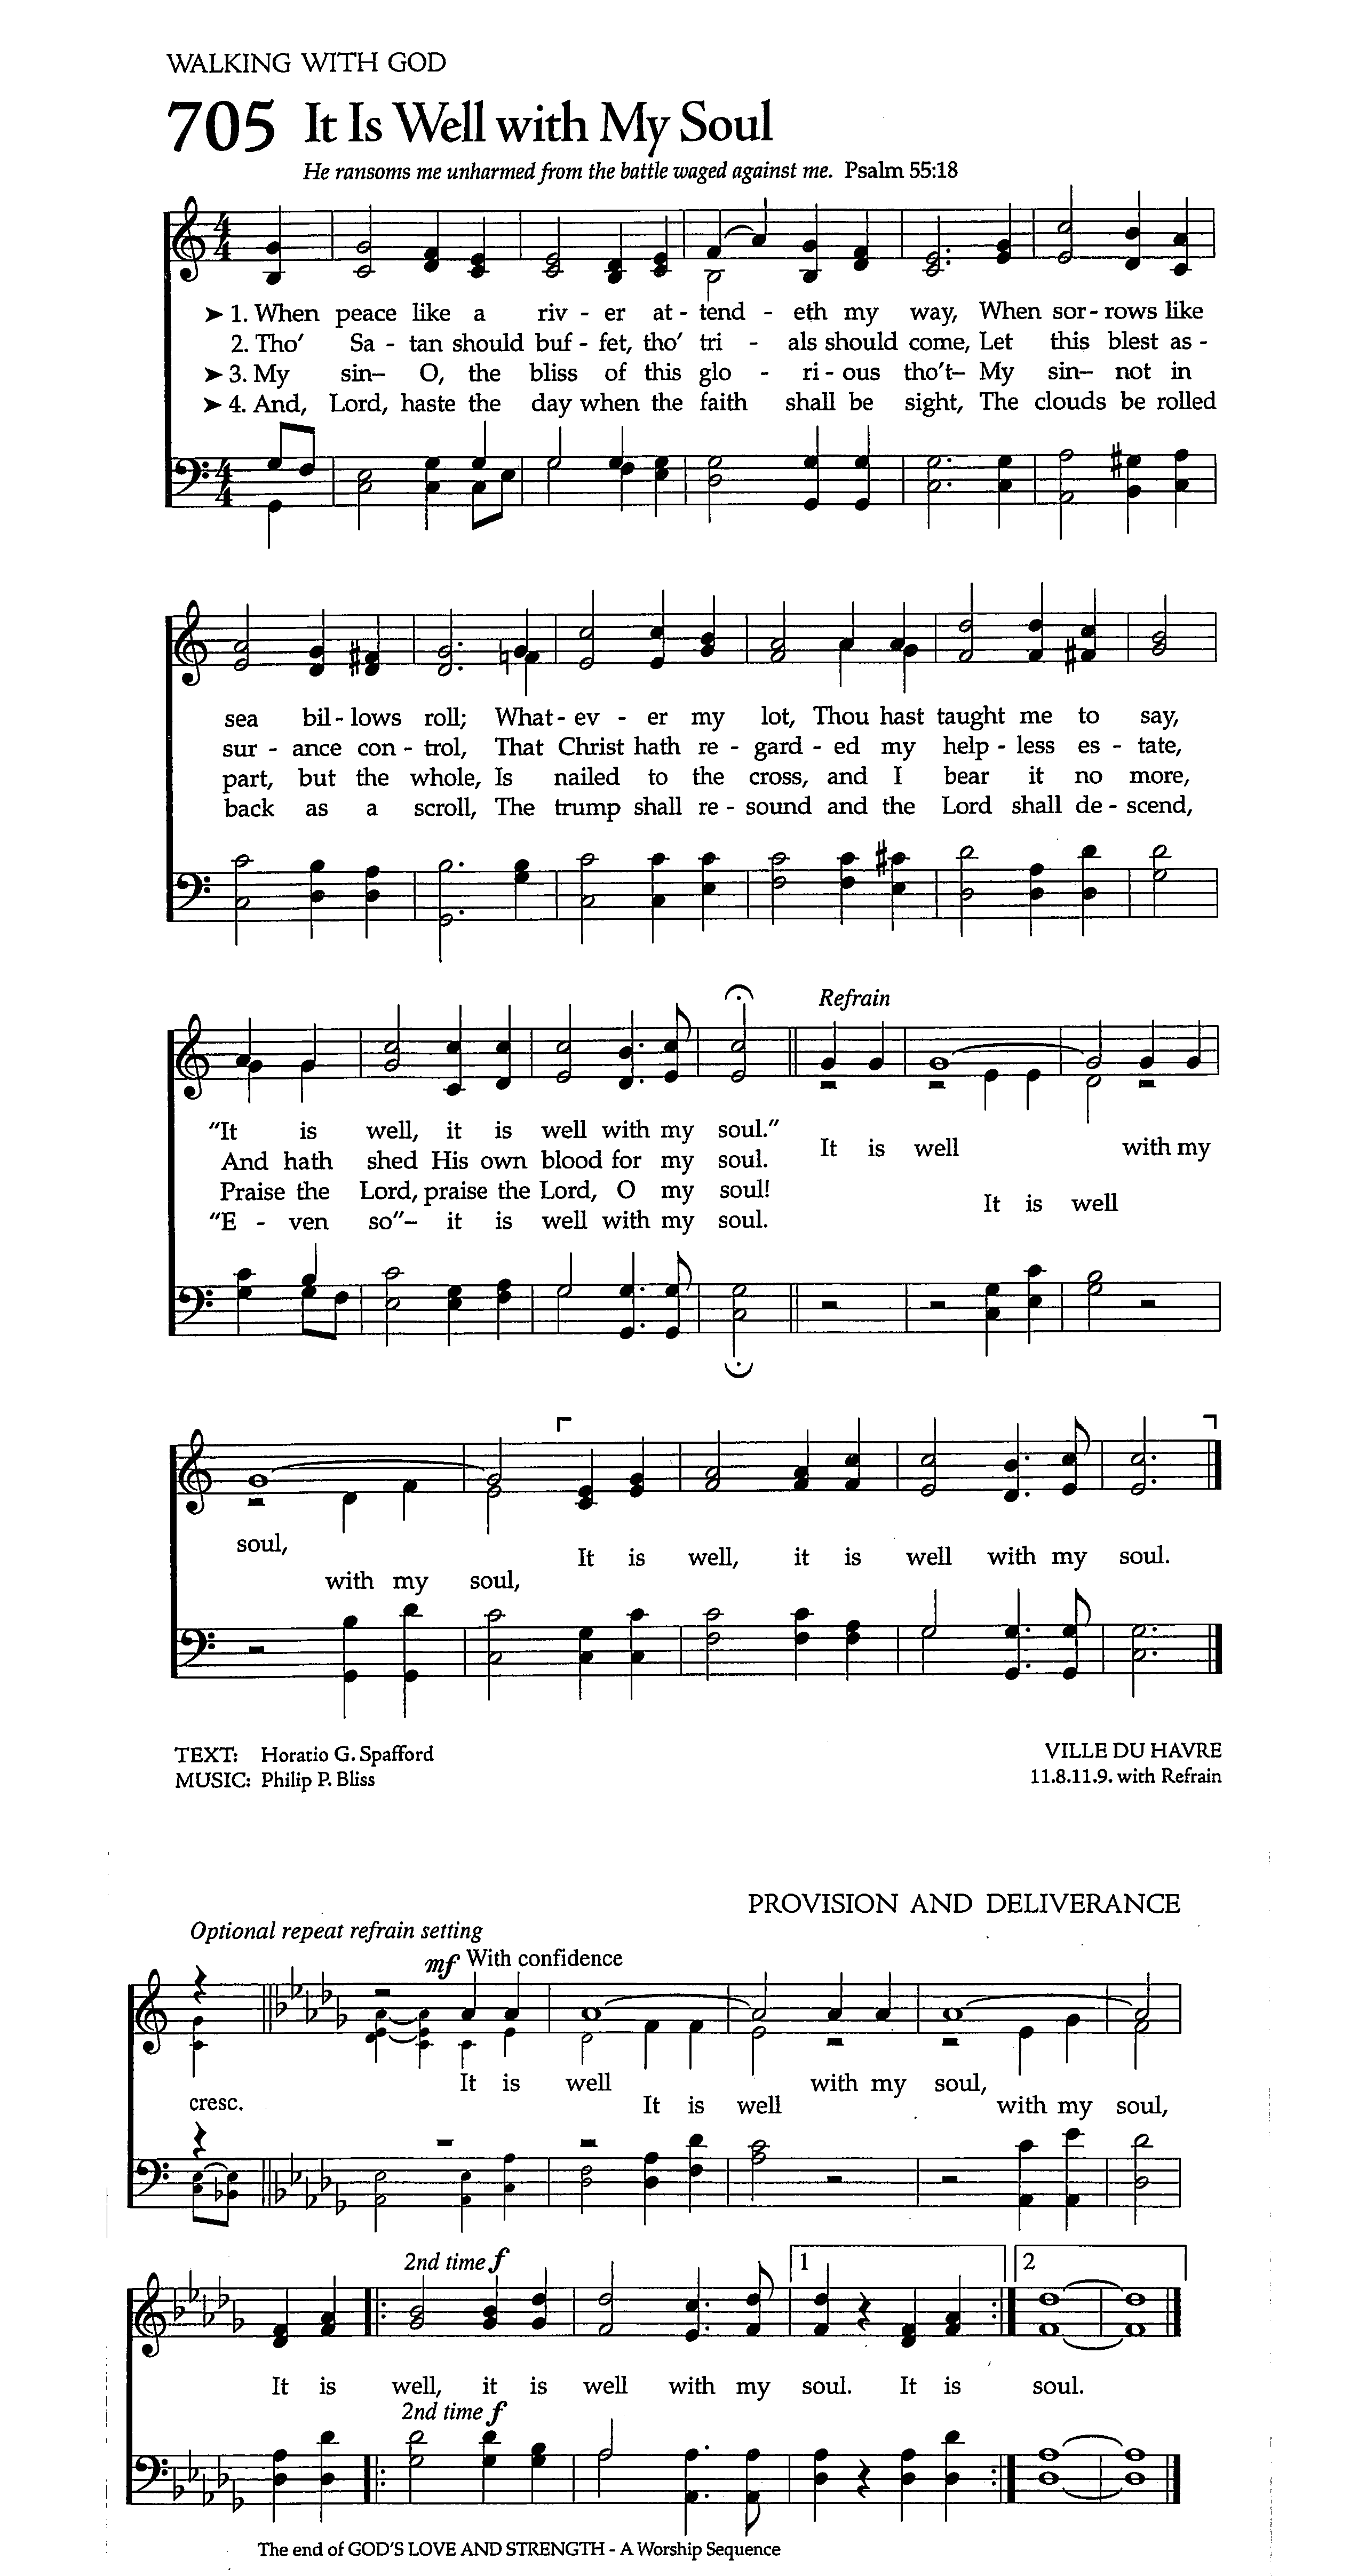 WALKING WITH GOD
705 It Is Well with My Soul
He ransoms me unharmed from the battle waged against me. Psalm 55:18
➤ 1. When peace like a riv - er at - tend - eth my way, When sor - rows like
2. Tho' Sa - tan should buf - fet, tho' tri - als should come, Let this blest as -
➤ 3. My sin– O, the bliss of this glo - ri - ous tho't– My sin– not in
➤ 4. And, Lord, haste the day when the faith shall be sight, The clouds be rolled
sea bil - lows roll; What - ev - er my lot, Thou hast taught me to say,
sur - ance con - trol, That Christ hath re - gard - ed my help - less es - tate,
part, but the whole, Is nailed to the cross, and I bear it no more,
back as a scroll, The trump shall re - sound and the Lord shall de - scend,
Refrain
"It is well, it is well with my soul." It is well with my
And hath shed His own blood for my soul.
Praise the Lord, praise the Lord, O my soul! It is well
"E - ven so"– it is well with my soul.
soul, It is well, it is well with my soul.
with my soul,
TEXT: Horatio G. Spafford
MUSIC: Philip P. Bliss
VILLE DU HAVRE
11.8.11.9. with Refrain
PROVISION AND DELIVERANCE
Optional repeat refrain setting
mf With confidence
It is well with my soul,
cresc. It is well with my soul,
2nd time f
1 2
It is well, it is well with my soul. It is soul.
2nd time f
The end of GOD'S LOVE AND STRENGTH - A Worship Sequence